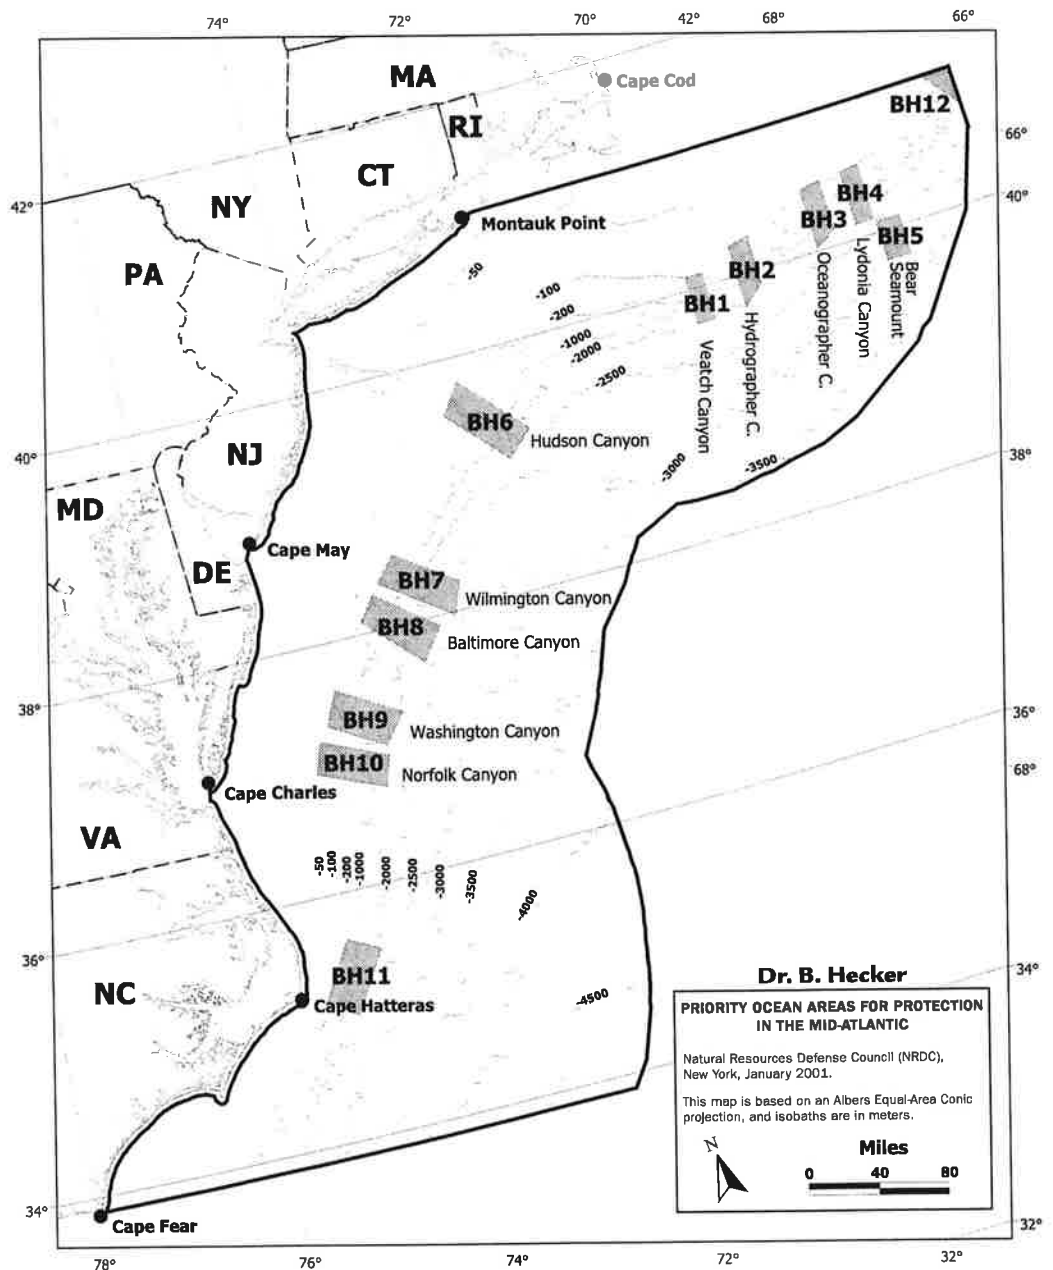 74°
72°
70°
42°
68°
66°
MA
Cape Cod
BH12
RI
66°
CT
BH4
40°
42°
NY
BH3
Montauk Point
BH5
PA
-50
BH2
Bear
Seamount
Lydonia Canyon
Oceanographer C.
-100
BH1
-200
Hydrographer C.
-1000
-2000
Veatch Canyon
-2500
BH6
Hudson Canyon
40°
NJ
38°
-3000
-3500
MD
Cape May
DE
BH7
Wilmington Canyon
BH8
Baltimore Canyon
38°
BH9
Washington Canyon
36°
BH10
Norfolk Canyon
68°
Cape Charles
VA
-50
-100
-2000
-1000
-2000
-2500
-3000
-3500
-4000
36°
34°
BH11
Dr. B. Hecker
NC
Cape Hatteras
-4500
PRIORITY OCEAN AREAS FOR PROTECTION
IN THE MID-ATLANTIC
Natural Resources Defense Council (NRDC),
New York, January 2001.
This map is based on an Albers Equal-Area Conic
projection, and isobaths are in meters.
N
Miles
0 40 80
34°
Cape Fear
32°
78°
76°
74°
72°
32°